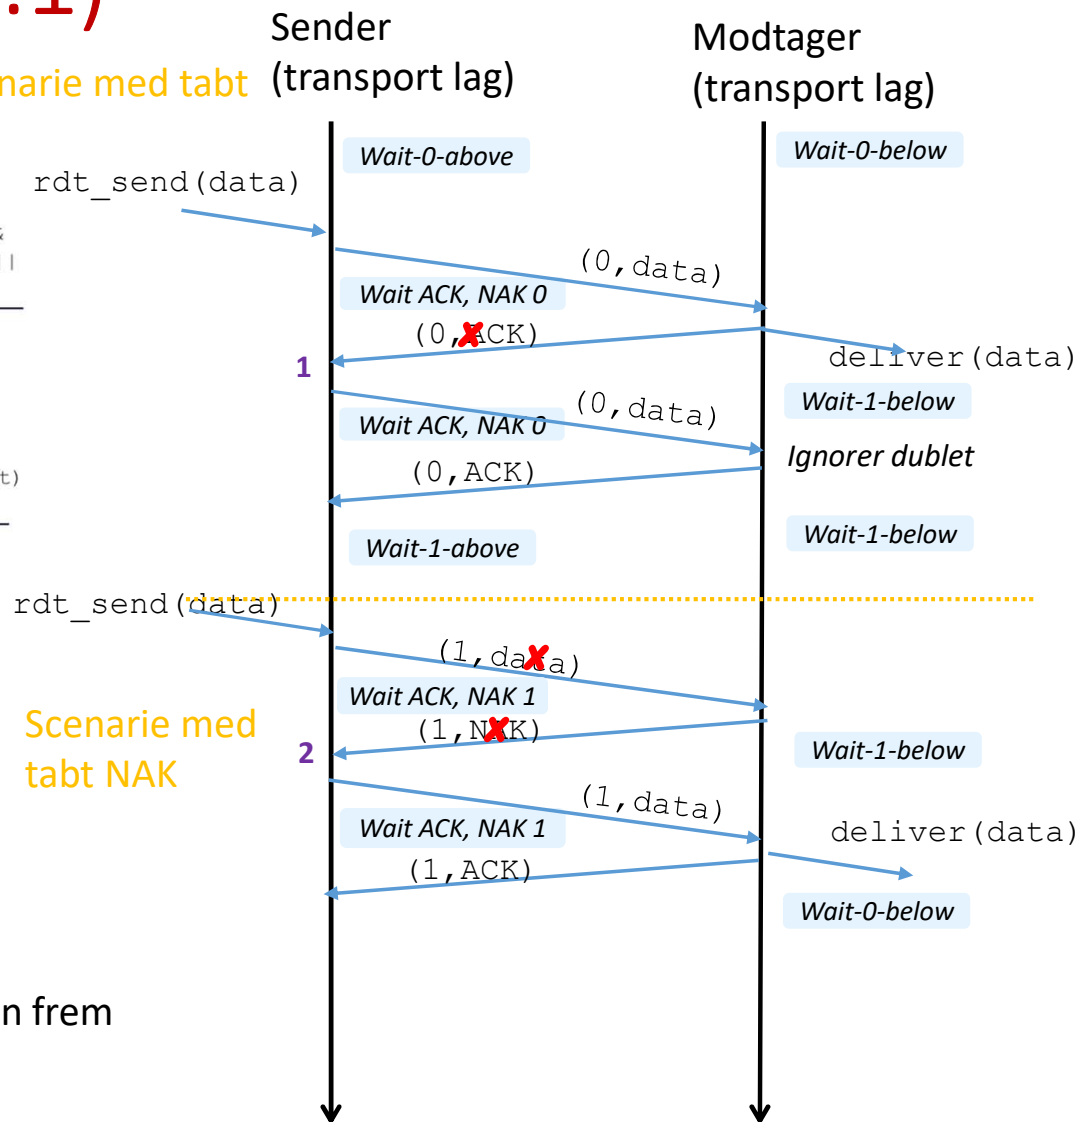 .1)
Sender
(transport lag)
Modtager
(transport lag)
narie med tabt
Wait-0-above
Wait-0-below
rdt_send(data)
&
||
(0,data)
Wait ACK, NAK 0
(0,ACK)
1
deliver(data)
Wait-1-below
(0,data)
Wait ACK, NAK 0
Ignorer dublet
(0,ACK)
t)
Wait-1-above
Wait-1-below
rdt_send(data)
(1,data)
Wait ACK, NAK 1
Scenarie med
tabt NAK
(1,NAK)
2
Wait-1-below
(1,data)
Wait ACK, NAK 1
deliver(data)
(1,ACK)
Wait-0-below
n frem